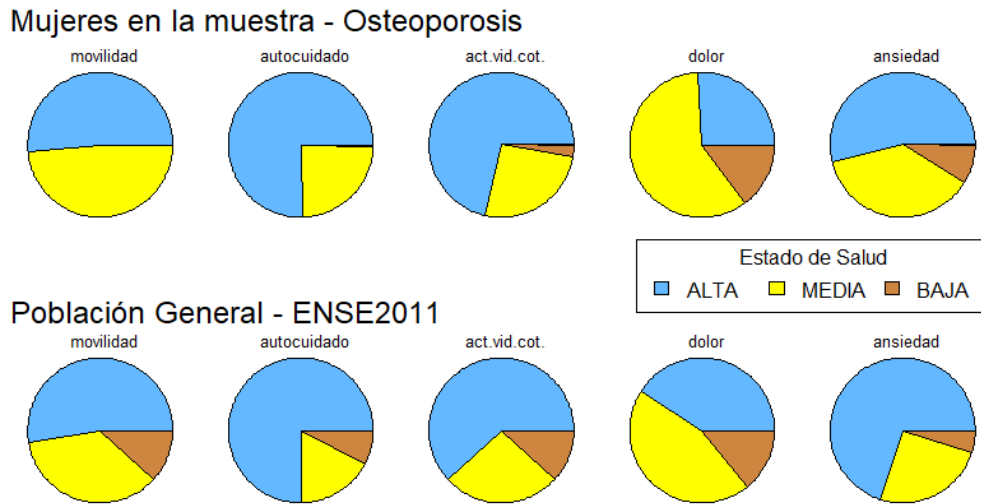 Mujeres en la muestra - Osteoporosis
movilidad autocuidado act.vid.cot. dolor ansiedad
Estado de Salud
ALTA MEDIA BAJA
Población General - ENSE2011
movilidad autocuidado act.vid.cot. dolor ansiedad